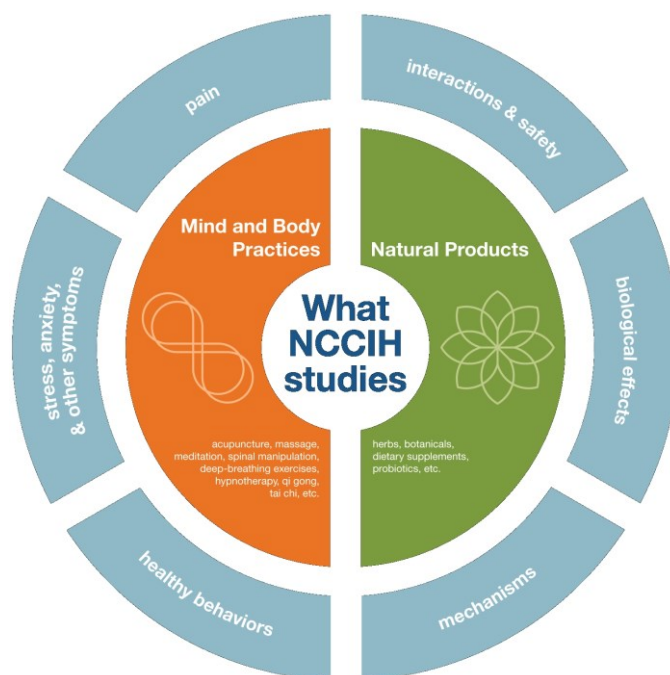 pain
interactions & safety
Mind and Body
Practices
Natural Products
What
NCCIH
studies
stress, anxiety,
& other symptoms
biological effects
acupuncture, massage,
meditation, spinal manipulation,
deep-breathing exercises,
hypnotherapy, qi gong,
tai chi, etc.
herbs, botanicals,
dietary supplements,
probiotics, etc.
healthy behaviors
mechanisms